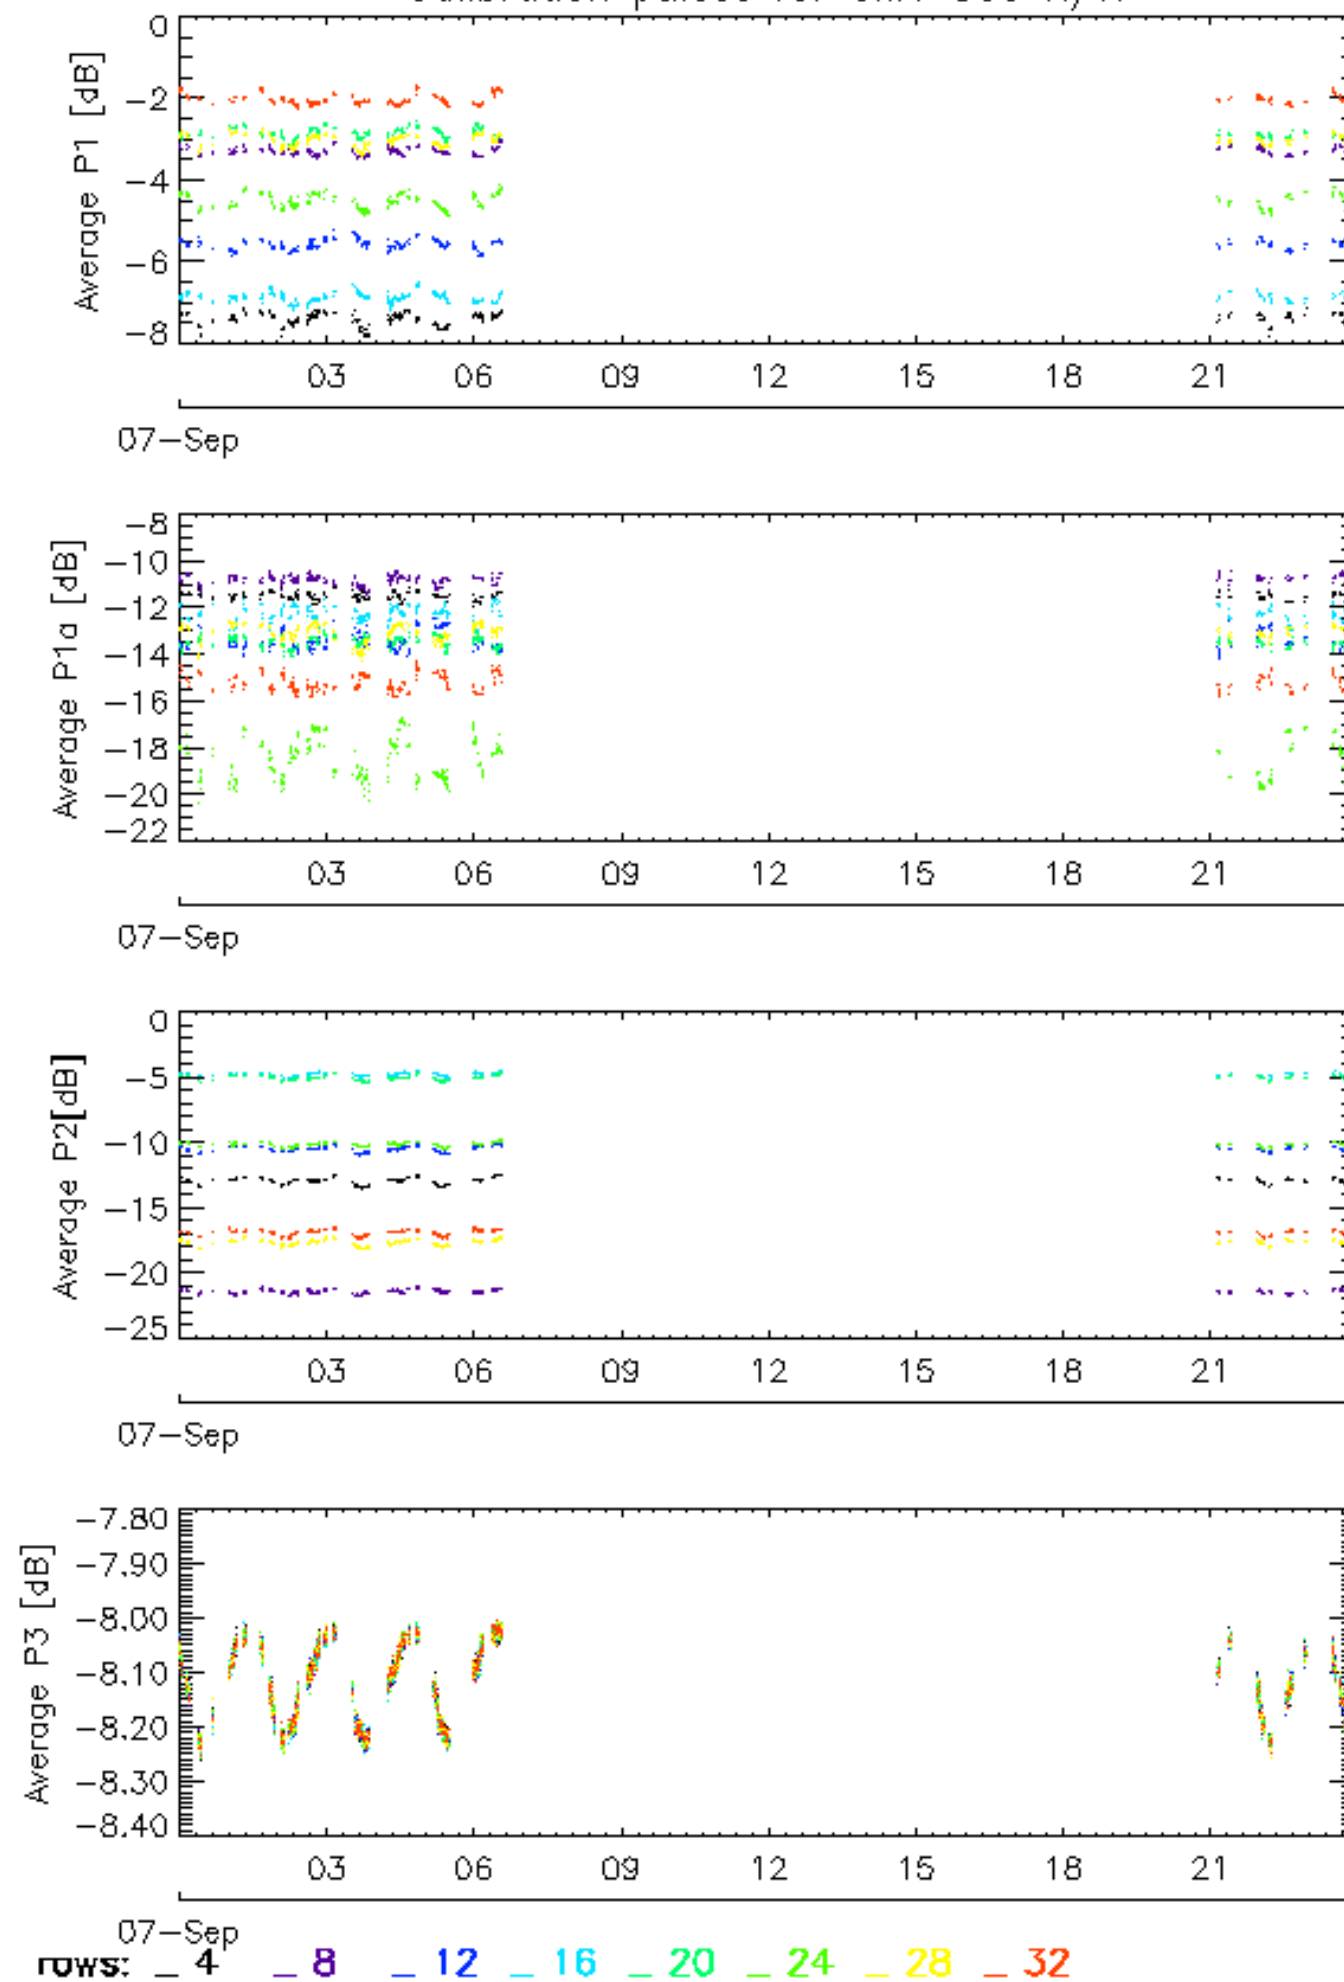 0
−2
−4
−6
−8
Average P1 [dB]
03 06 09 12 15 18 21
07−Sep
−8
−10
−12
−14
−16
−18
−20
−22
Average P1a [dB]
03 06 09 12 15 18 21
07−Sep
0
−5
−10
−15
−20
−25
Average P2[dB]
03 06 09 12 15 18 21
07−Sep
−7.80
−7.90
−8.00
−8.10
−8.20
−8.30
−8.40
Average P3 [dB]
03 06 09 12 15 18 21
07−Sep
rows: _ 4 _ 8 _ 12 _ 16 _ 20 _ 24 _ 28 _ 32